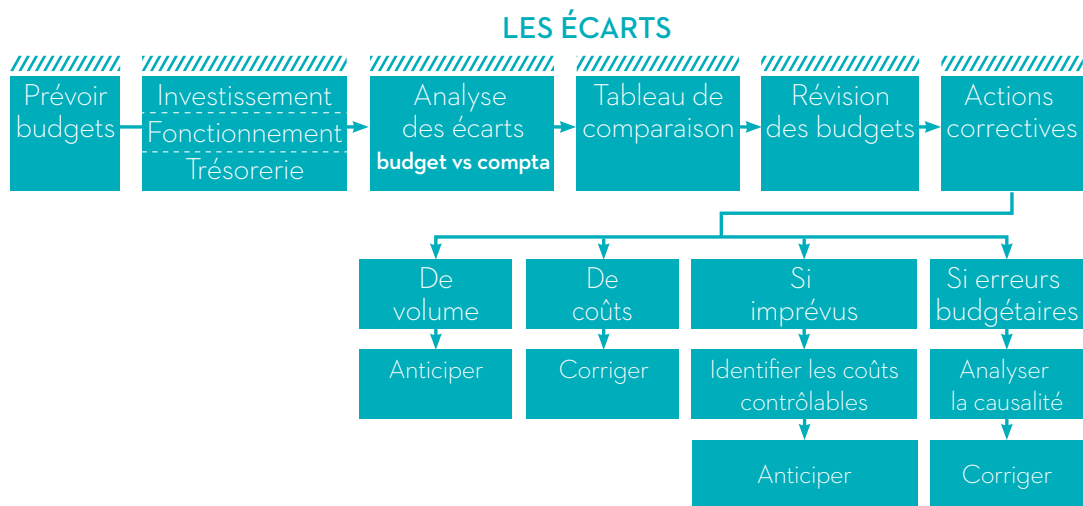 LES ÉCARTS
Prévoir
budgets
Investissement
Fonctionnement
Trésorerie
Analyse
des écarts
budget vs compta
Tableau de
comparaison
Révision
des budgets
Actions
correctives
De
volume
De
coûts
Si
imprévus
Si erreurs
budgétaires
Anticiper
Corriger
Identifier les coûts
contrôlables
Analyser
la causalité
Anticiper
Corriger